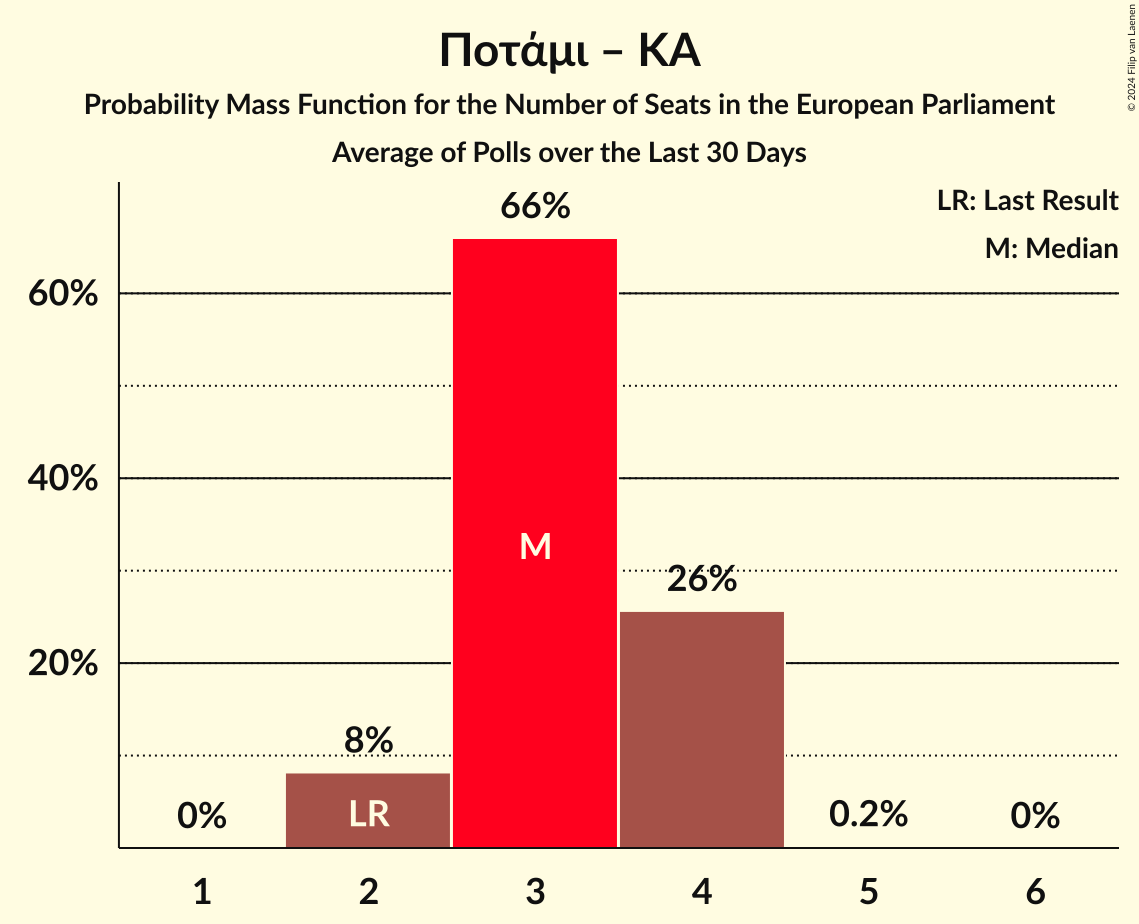 Ποτάμι – ΚΑ
Probability Mass Function for the Number of Seats in the European Parliament
Average of Polls over the Last 30 Days
© 2024 Filip van Laenen
LR: Last Result
M: Median
66%
60%
40%
20%
M
26%
8%
LR
0%
0.2%
0%
1 2 3 4 5 6